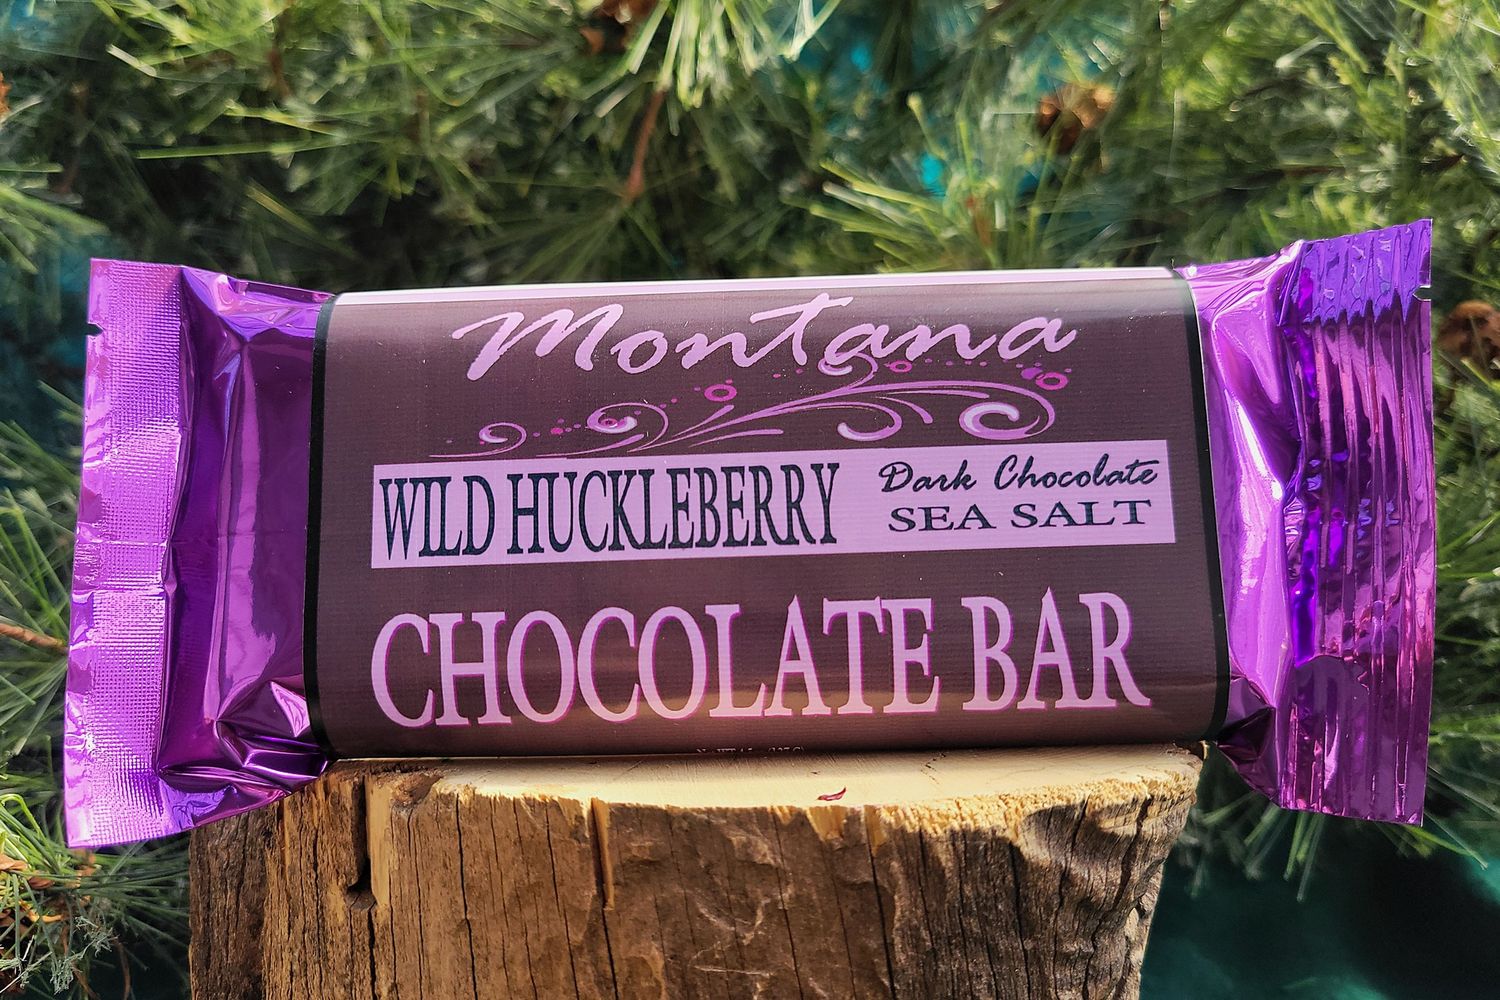 Montana
WILD HUCKLEBERRY
Dark Chocolate
SEA SALT
CHOCOLATE BAR